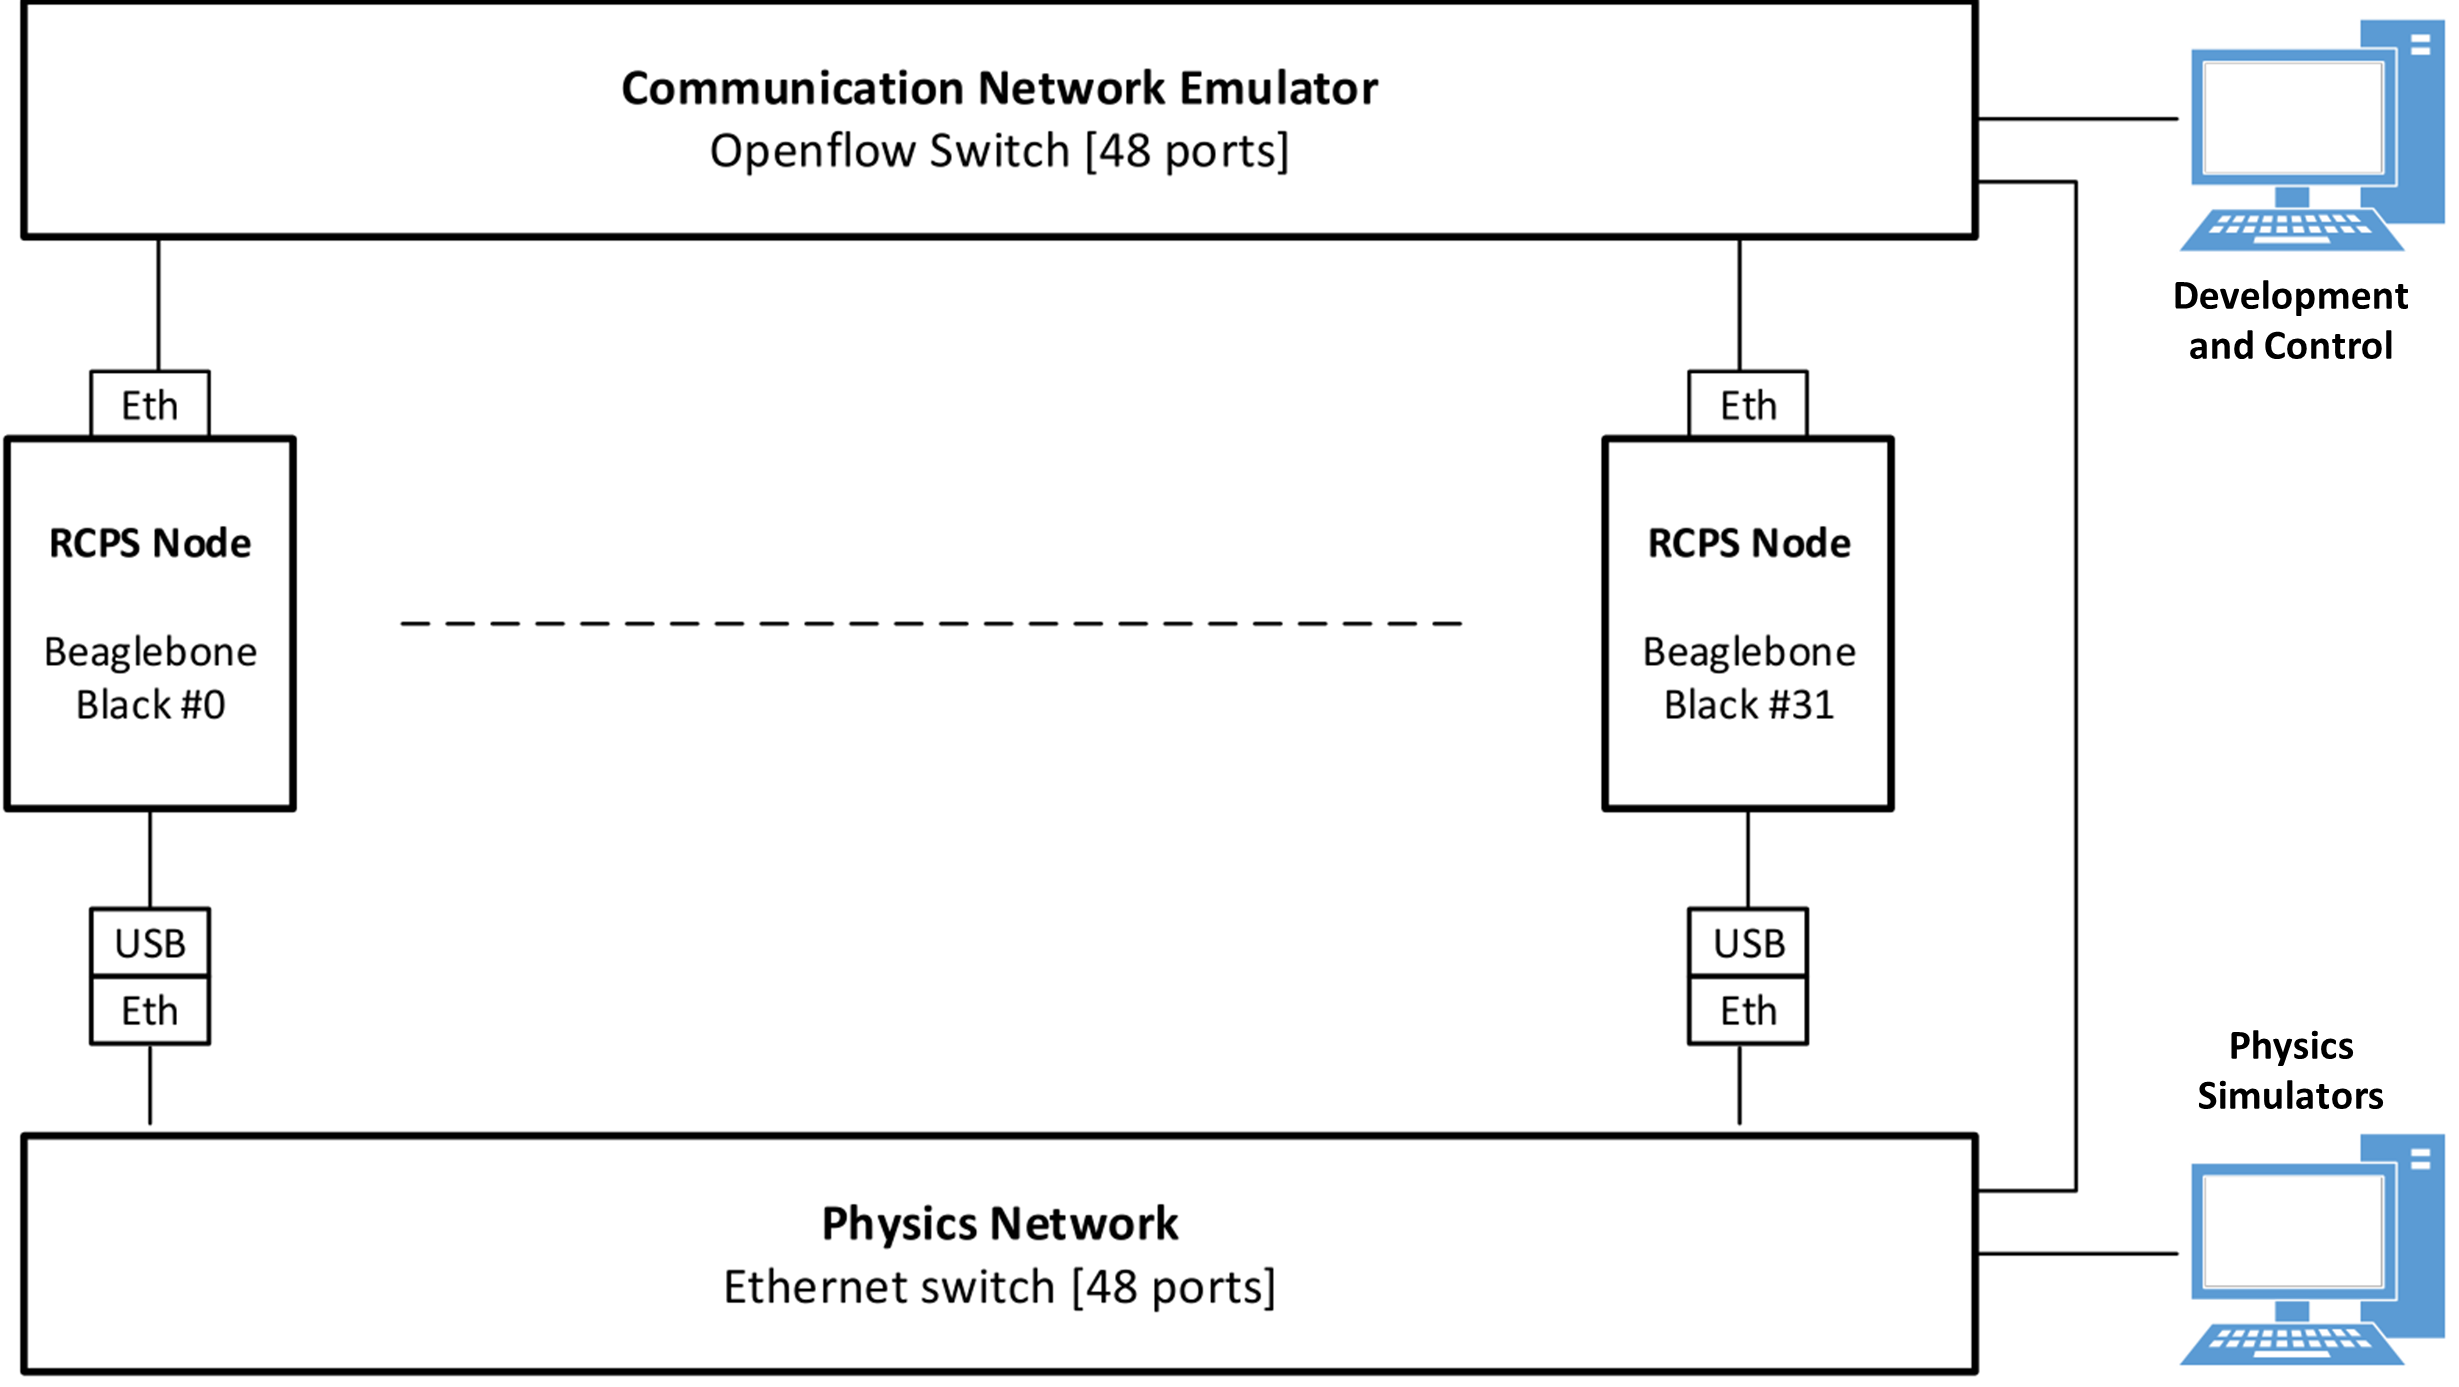 Communication Network Emulator
Openflow Switch [48 ports]
Development
and Control
Eth
Eth
RCPS Node
Beaglebone
Black #0
RCPS Node
Beaglebone
Black #31
USB
Eth
USB
Eth
Physics
Simulators
Physics Network
Ethernet switch [48 ports]